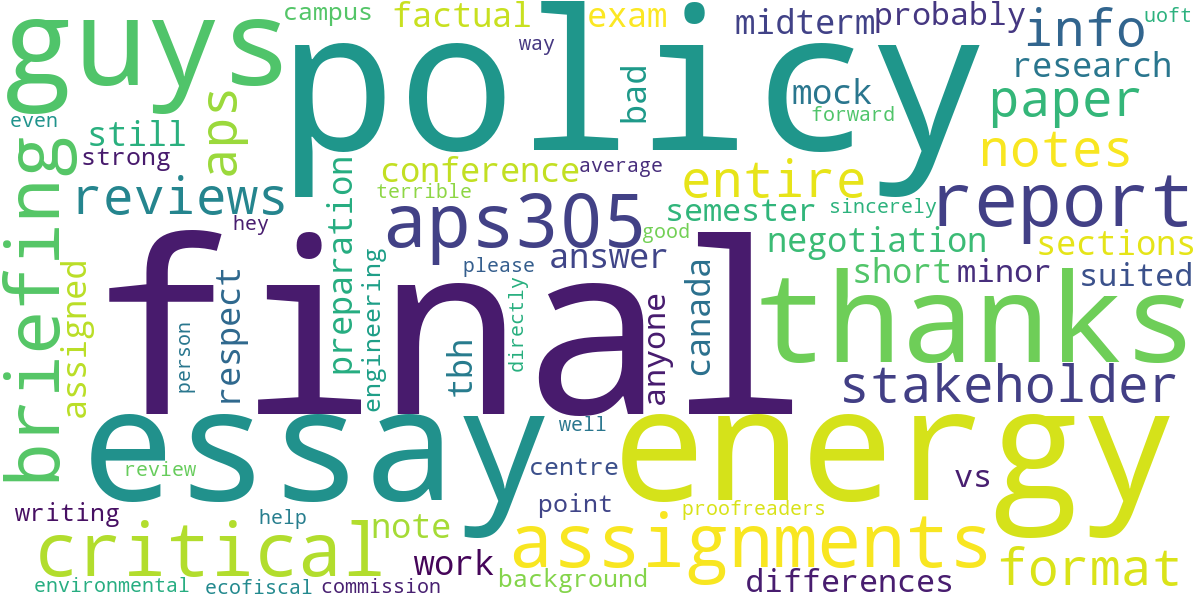 guys
campus
policy
factual
way
exam
midterm
probably
info
uoft
research
even
still
aps
bad
mock
forward
paper
strong
notes
briefing
reviews
preparation
conference
average
terrible
entire
report
hey
aps305
good
semester
sincerely
negotiation
sections
assigned
respect
engineering
final
please
answer
directly
canada
short
minor
suited
thanks
person
tbh
anyone
stakeholder
essay
well
energy
review
centre
vs
point
writing
help
note
proofreaders
critical
work
assignments
format
environmental
ecofiscal
commission
background
differences